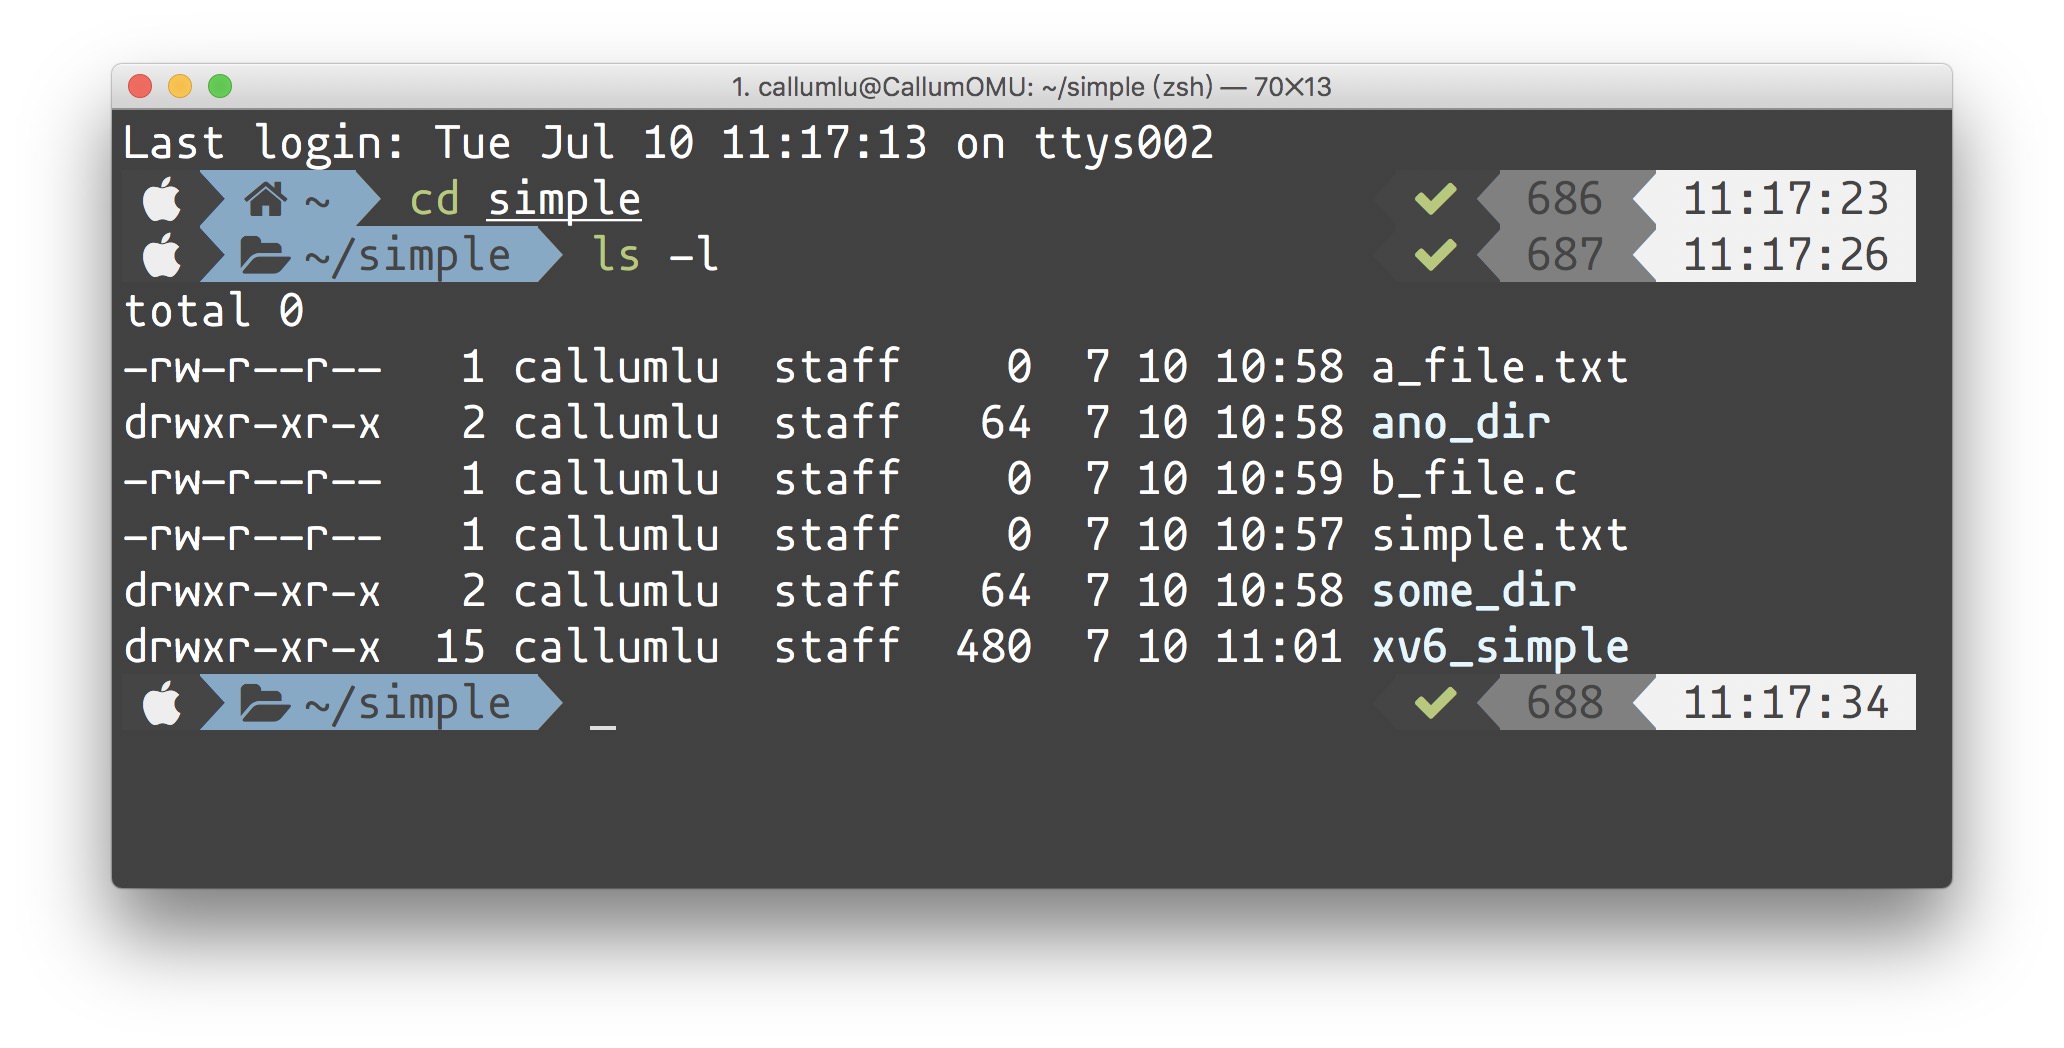 1. callumlu@CallumOMU: ~/simple (zsh) — 70✕13
Last login: Tue Jul 10 11:17:13 on ttys002
~ cd simple 686 11:17:23
~/simple ls -l 687 11:17:26
total 0
-rw-r--r--   1 callumlu  staff    0  7 10 10:58 a_file.txt
drwxr-xr-x   2 callumlu  staff   64  7 10 10:58 ano_dir
-rw-r--r--   1 callumlu  staff    0  7 10 10:59 b_file.c
-rw-r--r--   1 callumlu  staff    0  7 10 10:57 simple.txt
drwxr-xr-x   2 callumlu  staff   64  7 10 10:58 some_dir
drwxr-xr-x  15 callumlu  staff  480  7 10 11:01 xv6_simple
~/simple _ 688 11:17:34